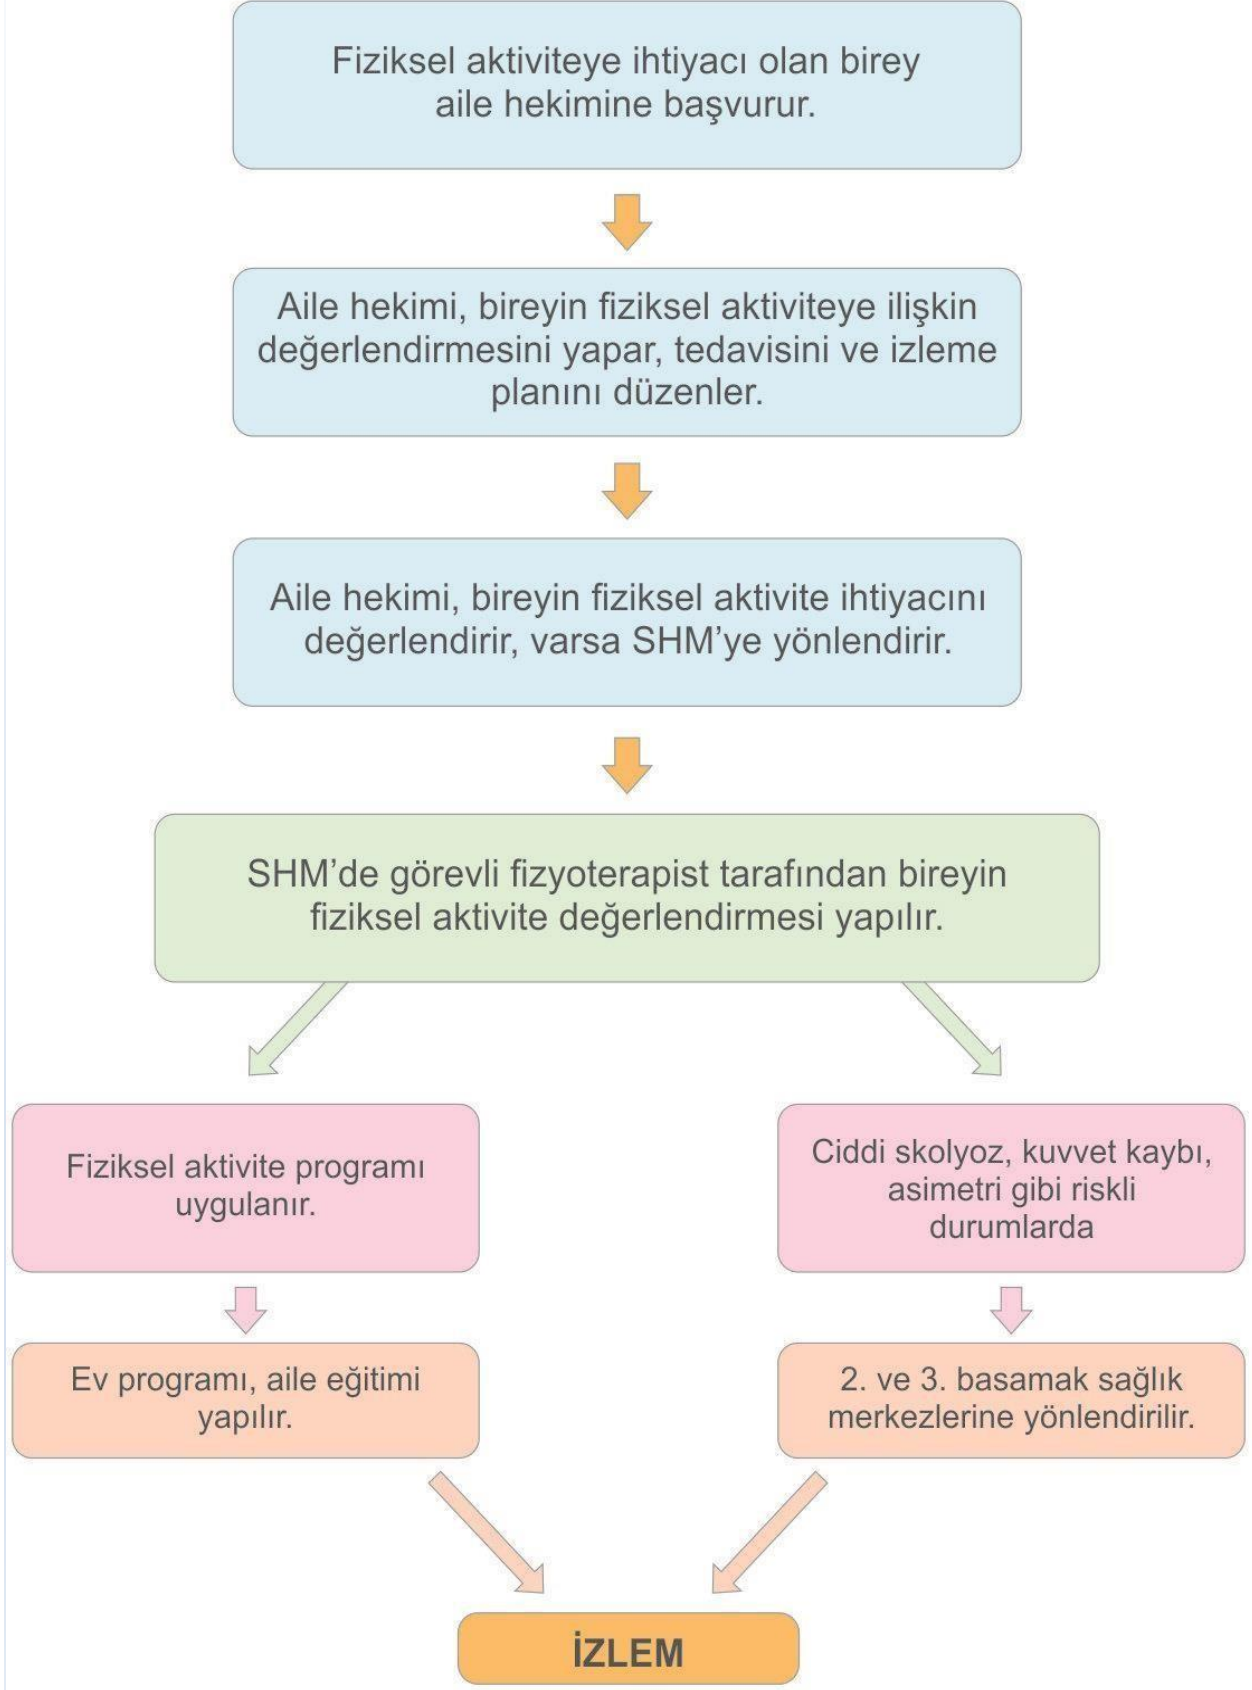 Fiziksel aktiviteye ihtiyacı olan birey
aile hekimine başvurur.
Aile hekimi, bireyin fiziksel aktiviteye ilişkin
değerlendirmesini yapar, tedavisini ve izleme
planını düzenler.
Aile hekimi, bireyin fiziksel aktivite ihtiyacını
değerlendirir, varsa SHM’ye yönlendirir.
SHM’de görevli fizyoterapist tarafından bireyin
fiziksel aktivite değerlendirmesi yapılır.
Fiziksel aktivite programı
uygulanır.
Ciddi skolyoz, kuvvet kaybı,
asimetri gibi riskli
durumlarda
Ev programı, aile eğitimi
yapılır.
2. ve 3. basamak sağlık
merkezlerine yönlendirilir.
İZLEM